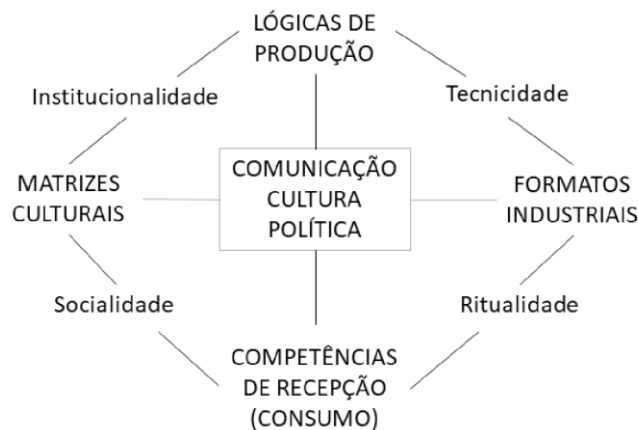 LÓGICAS DE
PRODUÇÃO
Institucionalidade
Tecnicidade
MATRIZES
CULTURAIS
COMUNICAÇÃO
CULTURA
POLÍTICA
FORMATOS
INDUSTRIAIS
Socialidade
Ritualidade
COMPETÊNCIAS
DE RECEPÇÃO
(CONSUMO)